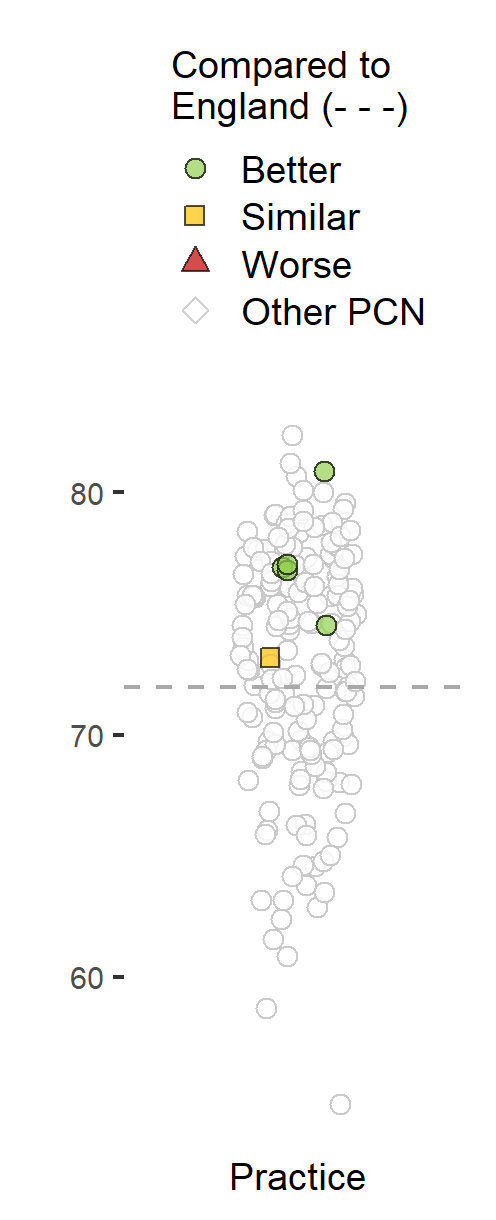 Compared to
England (- - -)
Better
Similar
Worse
Other PCN
80
70
60
Practice